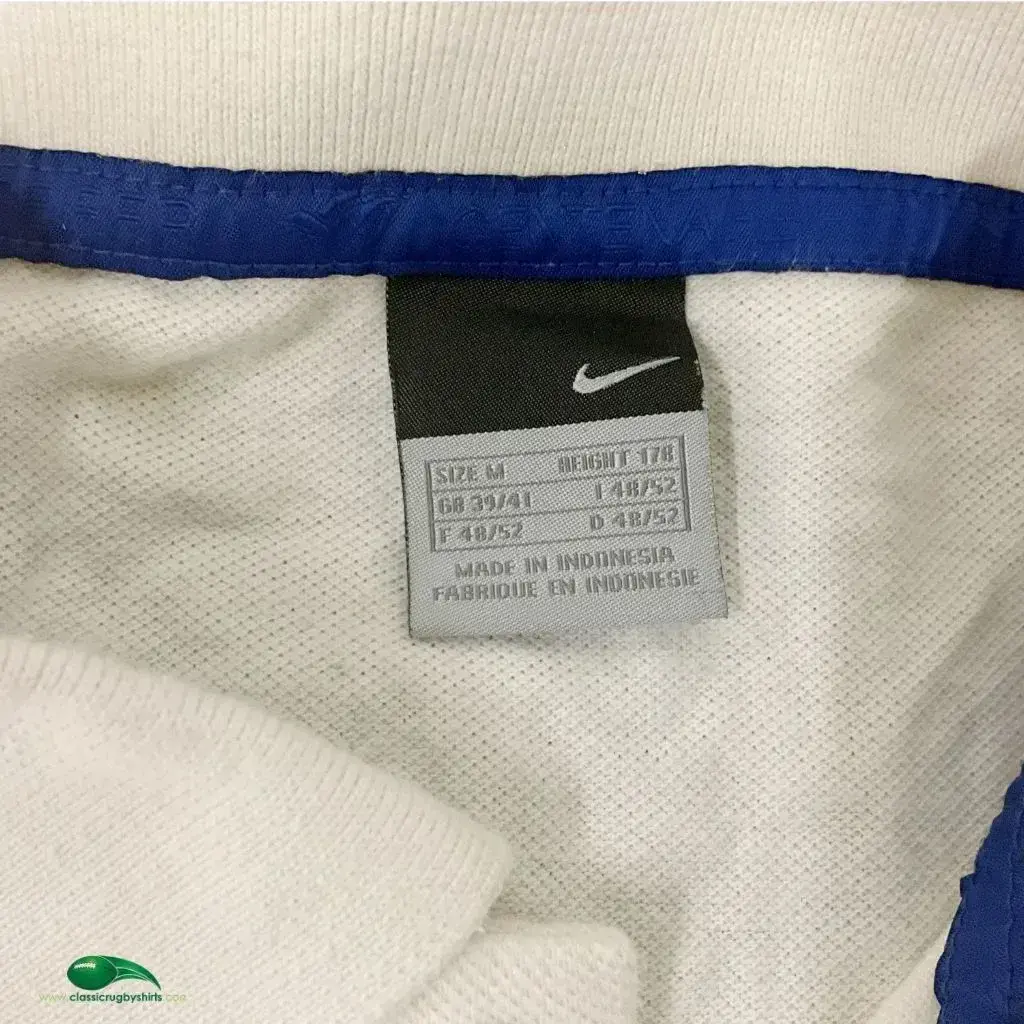 SIZE M HEIGHT 178
GB 39/41 I 48/52
F 48/52 D 48/52
MADE IN INDONESIA
FABRIQUE EN INDONESIE
www.classicrugbyshirts.com